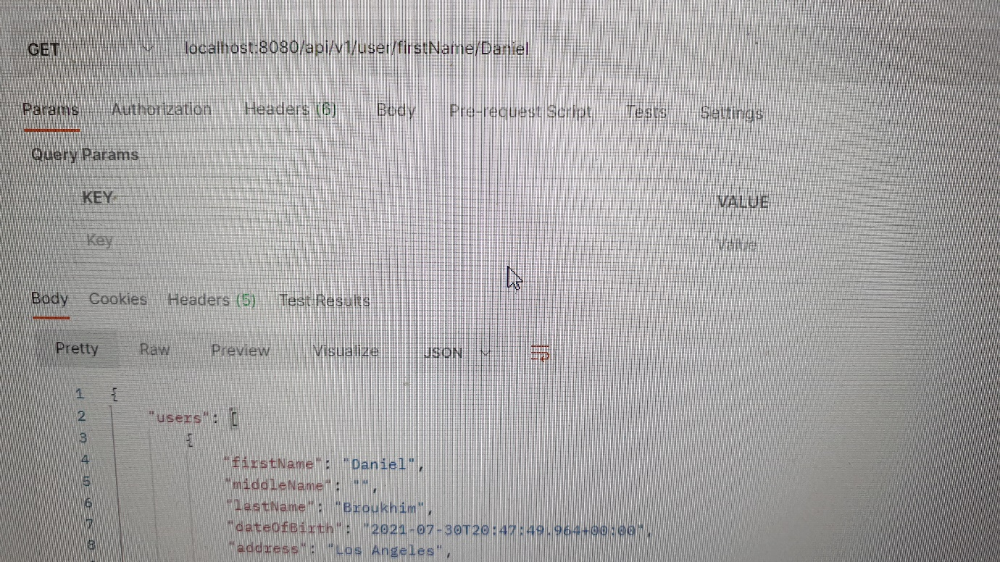 GET localhost:8080/api/v1/user/firstName/Daniel
Params Authorization Headers (6) Body Pre-request Script Tests Settings
Query Params
KEY VALUE
Key Value
Body Cookies Headers (5) Test Results
Pretty Raw Preview Visualize JSON
1 {
2 "users": [
3 {
4 "firstName": "Daniel",
5 "middleName": "",
6 "lastName": "Broukhim",
7 "dateOfBirth": "2021-07-30T20:47:49.964+00:00",
8 "address": "Los Angeles",